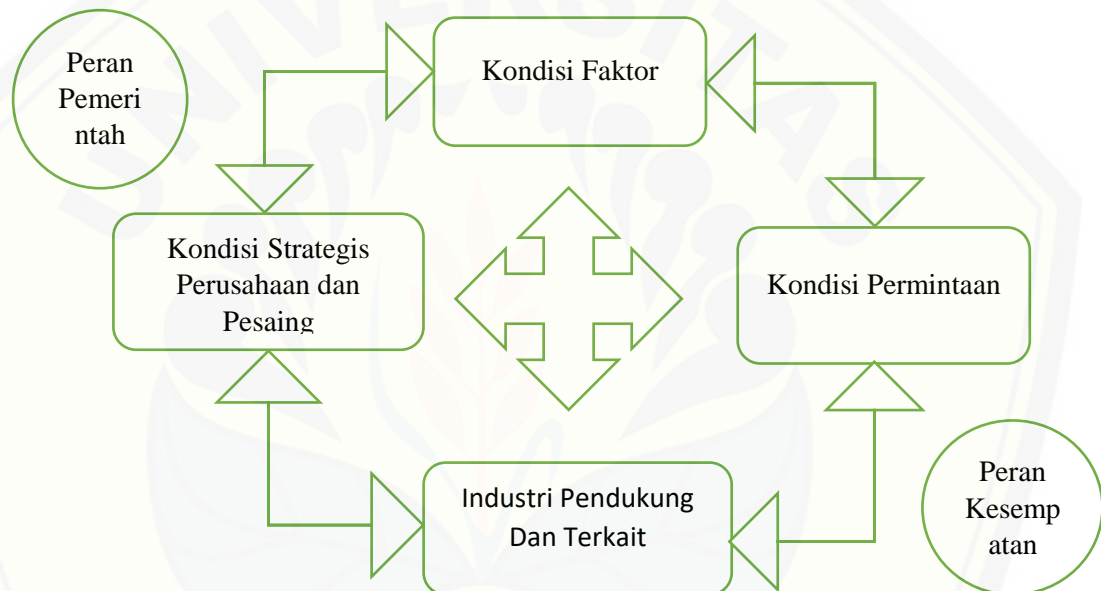 Peran
Pemeri
ntah
Kondisi Faktor
Kondisi Strategis
Perusahaan dan
Pesaing
Kondisi Permintaan
Industri Pendukung
Dan Terkait
Peran
Kesemp
atan
UNIVERSITAS